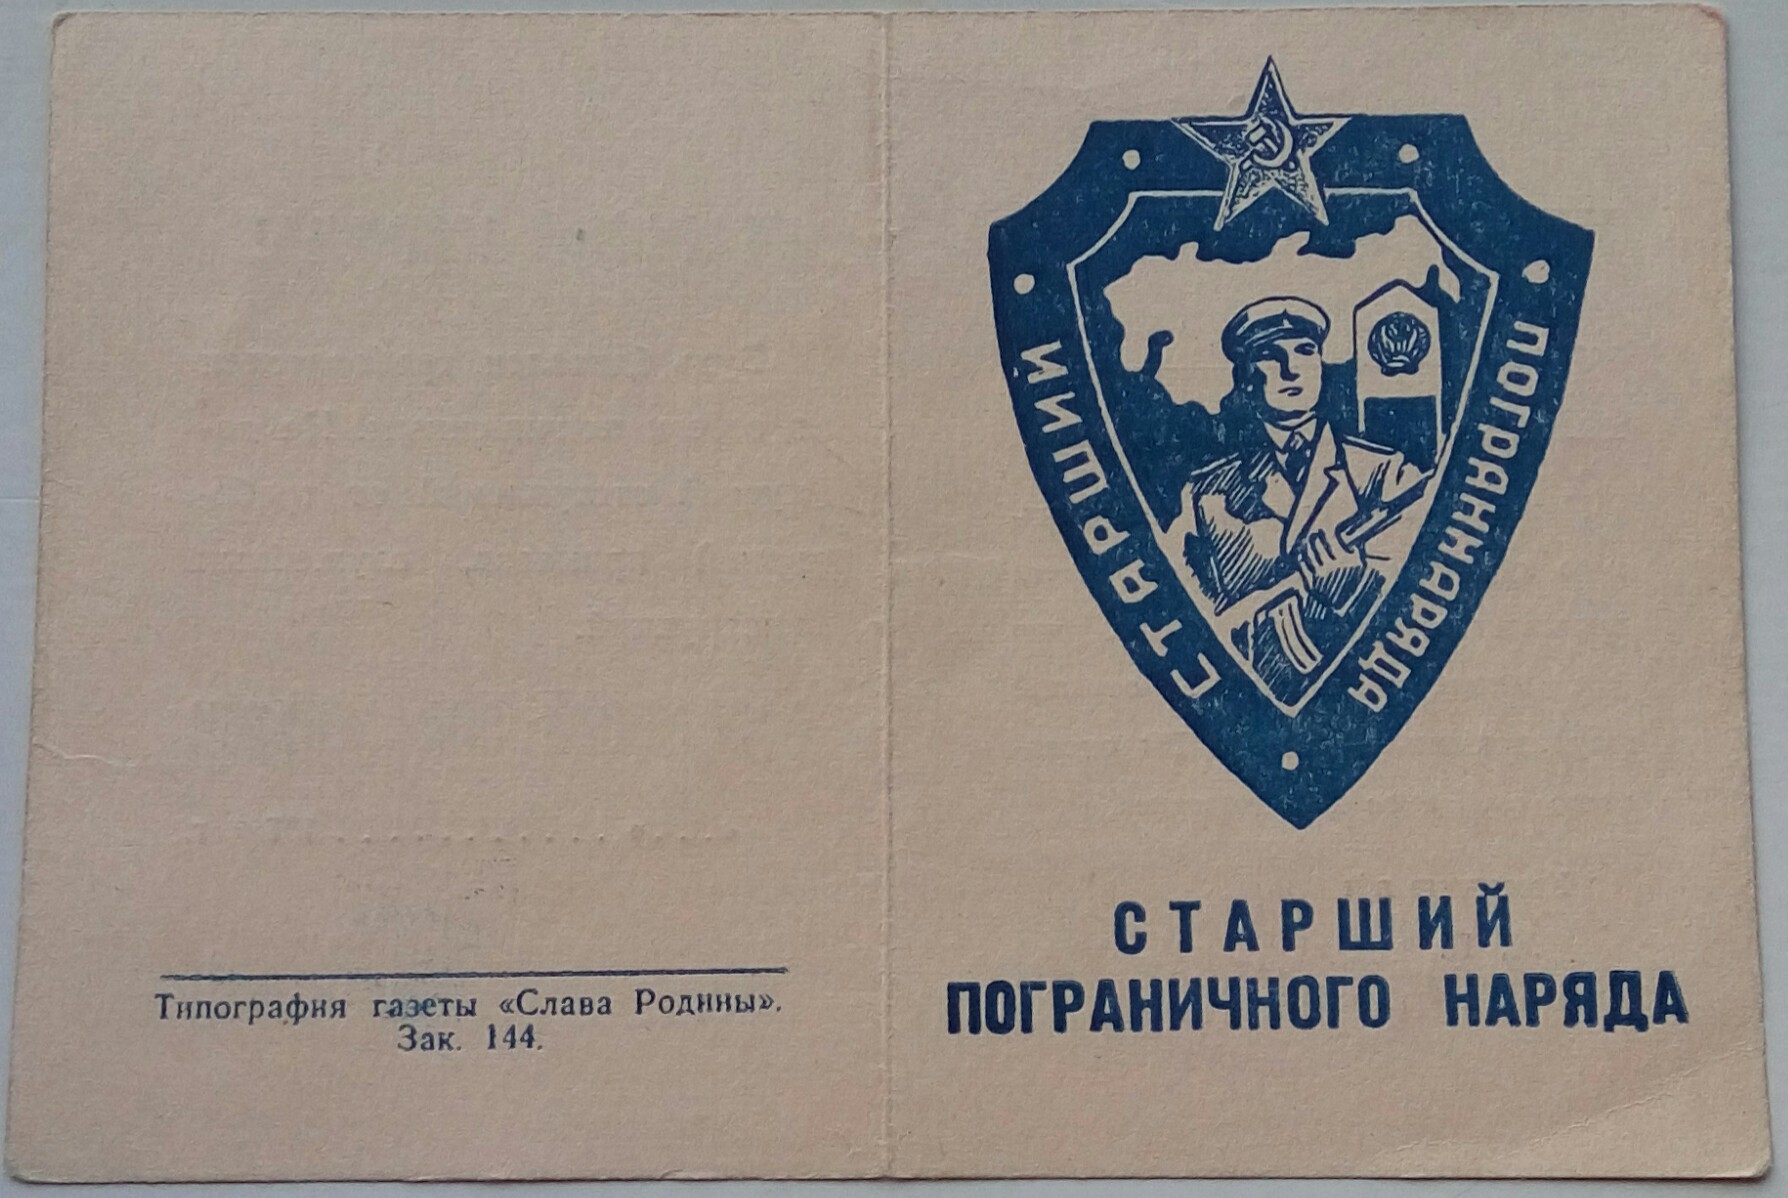 Типография газеты «Слава Родины».
Зак. 144.
СТАРШИЙ
ПОГРАННАРЯДА
СТАРШИЙ
ПОГРАНИЧНОГО НАРЯДА